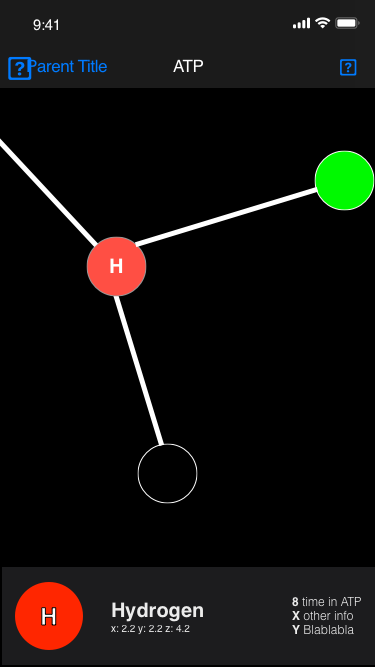 9:41
Parent Title
ATP
H
H
Hydrogen
x: 2.2 y: 2.2 z: 4.2
8 time in ATP
X other info
Y Blablabla